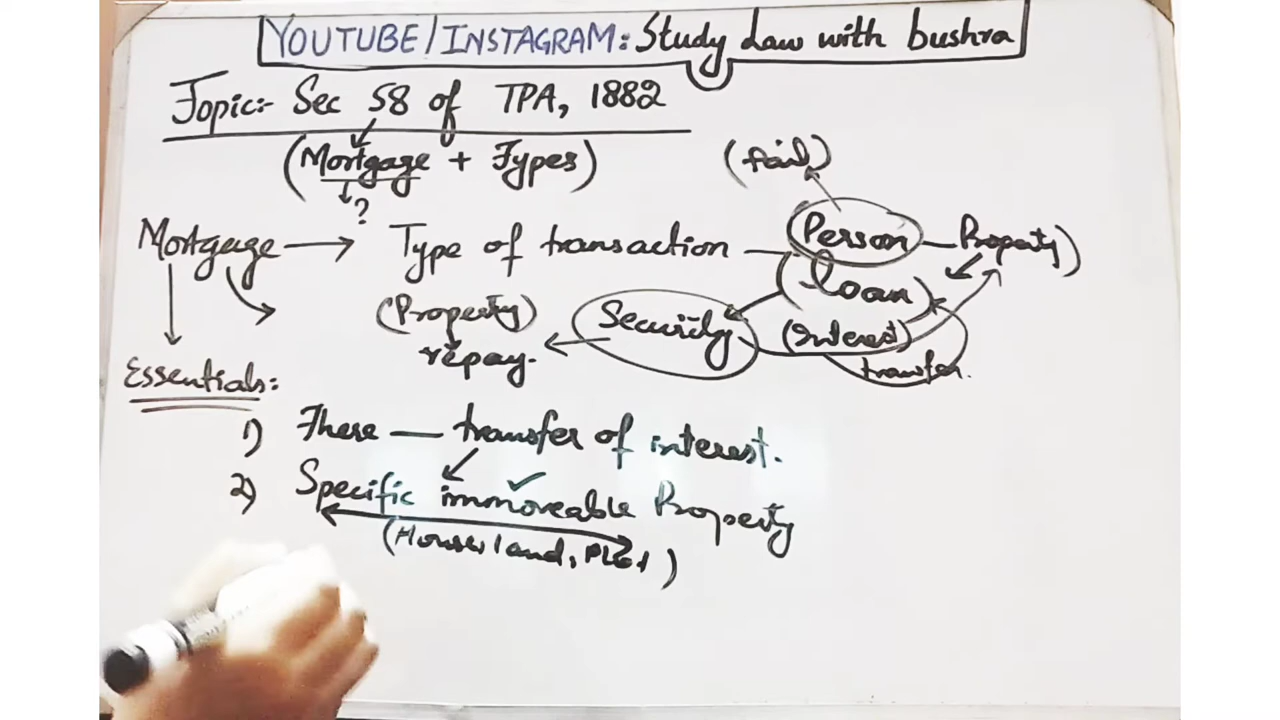 YOUTUBE/INSTAGRAM: Study Law with bushra
Topic:- Sec 58 of TPA, 1882
(Mortgage + Types)
?
(fail)
Mortgage → Type of transaction — (Person — Property)
(loan)
(Property) Security (Interest)
repay. transfer.
Essentials:
1) There — transfer of interest.
2) Specific immoveable Property
(House, land, Plot)